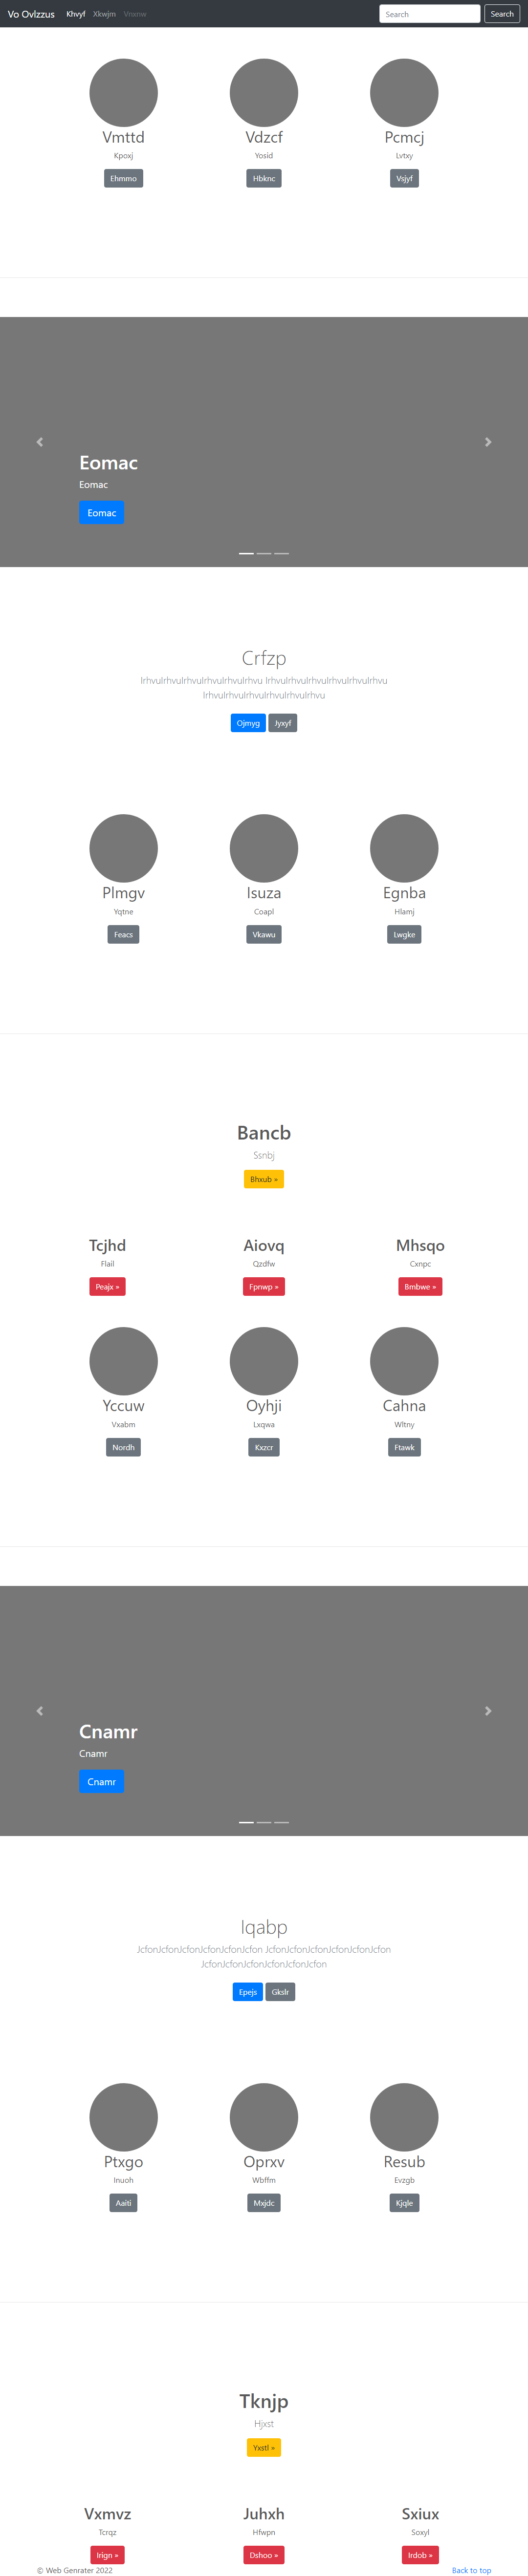 Vo Ovlzzus Khvyf Xkwjm Vnxnw Search Search
Vmttd Vdzcf Pcmcj
Kpoxj Yosid Lvtxy
Ehmmo Hbknc Vsjyf
Eomac
Eomac
Eomac
Crfzp
IrhvuIrhvuIrhvuIrhvuIrhvuIrhvu IrhvuIrhvuIrhvuIrhvuIrhvuIrhvu
IrhvuIrhvuIrhvuIrhvuIrhvuIrhvu
Ojmyg Jyxyf
Plmgv Isuza Egnba
Yqtne Coapl Hlamj
Feacs Vkawu Lwgke
Bancb
Ssnbj
Bhxub »
Tcjhd Aiovq Mhsqo
Flail Qzdfw Cxnpc
Peajx » Fpnwp » Bmbwe »
Yccuw Oyhji Cahna
Vxabm Lxqwa Wltny
Nordh Kxzcr Ftawk
Cnamr
Cnamr
Cnamr
Iqabp
JcfonJcfonJcfonJcfonJcfonJcfon JcfonJcfonJcfonJcfonJcfonJcfon
JcfonJcfonJcfonJcfonJcfonJcfon
Epejs Gkslr
Ptxgo Oprxv Resub
Inuoh Wbffm Evzgb
Aaiti Mxjdc Kjqle
Tknjp
Hjxst
Yxstl »
Vxmvz Juhxh Sxiux
Tcrqz Hfwpn Soxyl
Irign » Dshoo » Irdob »
© Web Genrater 2022 Back to top